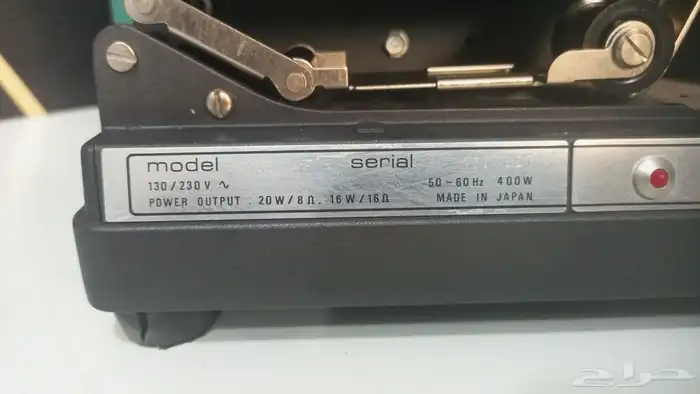 model serial
130/230V ~ 50-60Hz 400W
POWER OUTPUT : 20W/8Ω. 16W/16Ω MADE IN JAPAN
حراج